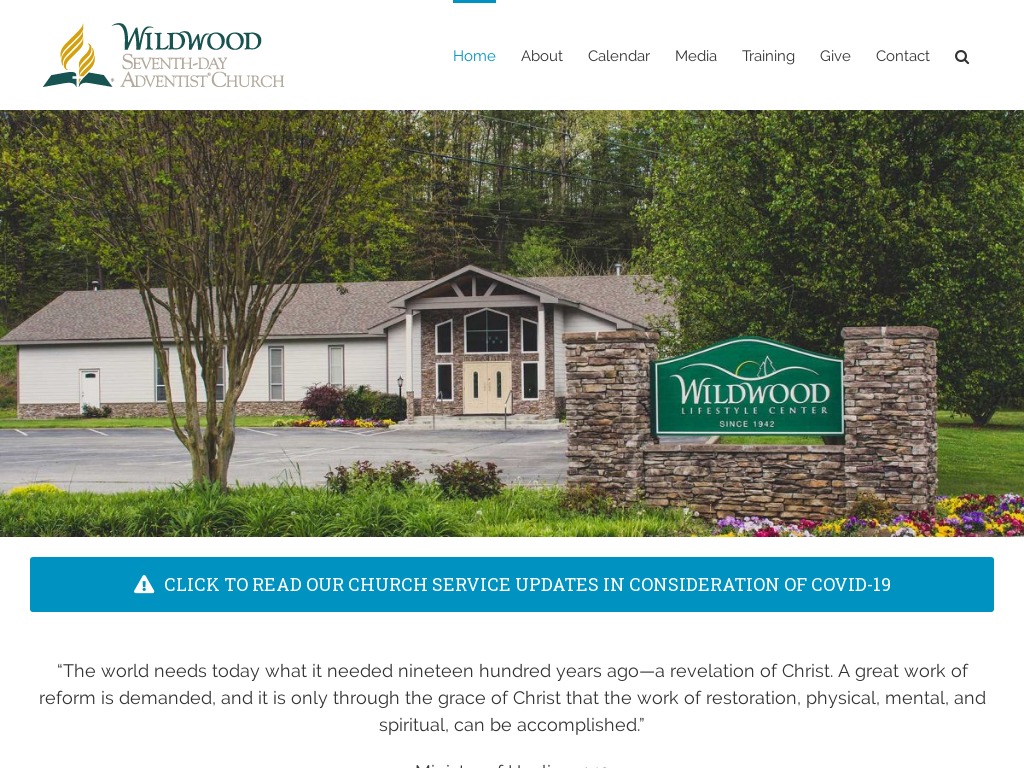 WILDWOOD
SEVENTH-DAY
ADVENTIST® CHURCH
Home About Calendar Media Training Give Contact
WILDWOOD
LIFESTYLE CENTER
SINCE 1942
CLICK TO READ OUR CHURCH SERVICE UPDATES IN CONSIDERATION OF COVID-19
“The world needs today what it needed nineteen hundred years ago—a revelation of Christ. A great work of
reform is demanded, and it is only through the grace of Christ that the work of restoration, physical, mental, and
spiritual, can be accomplished.”